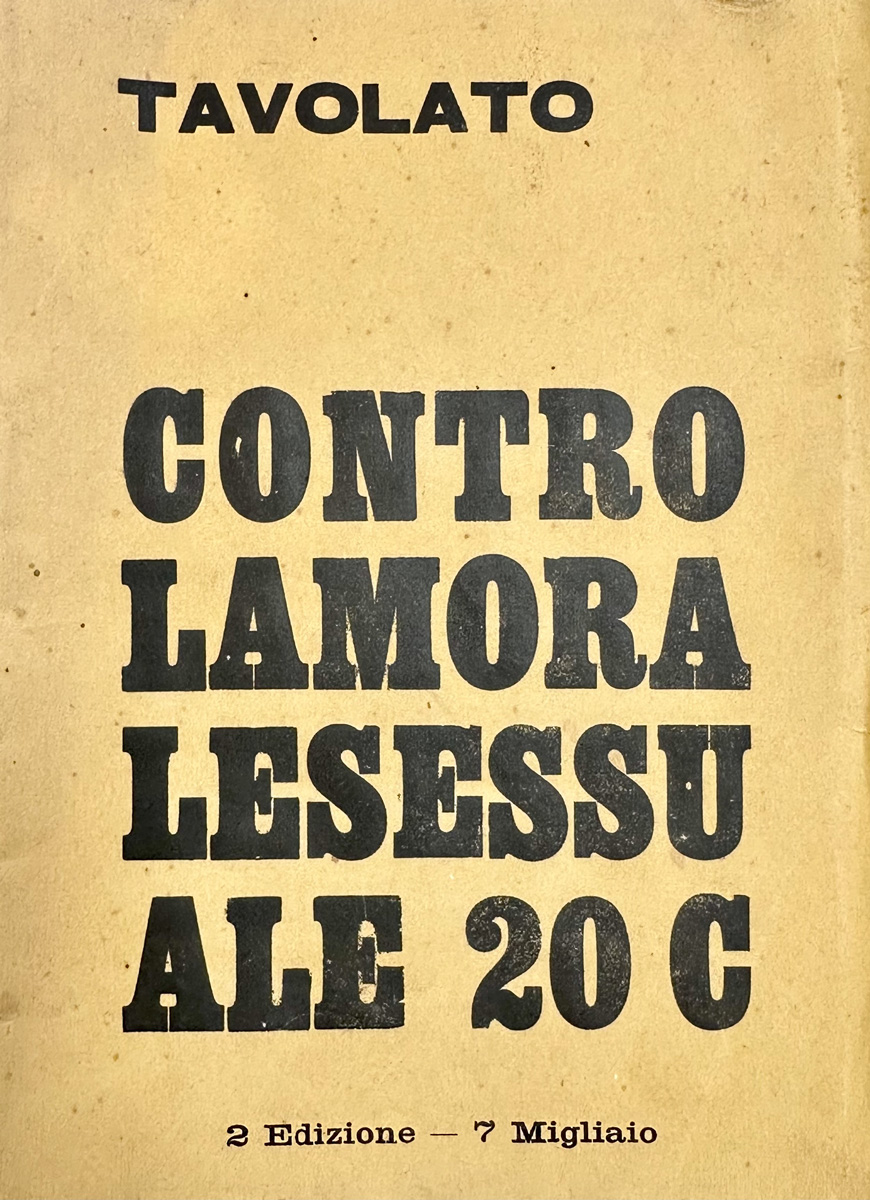 TAVOLATO
CONTRO
LAMORA
LESESSU
ALE 20 C
2 Edizione — 7 Migliaio